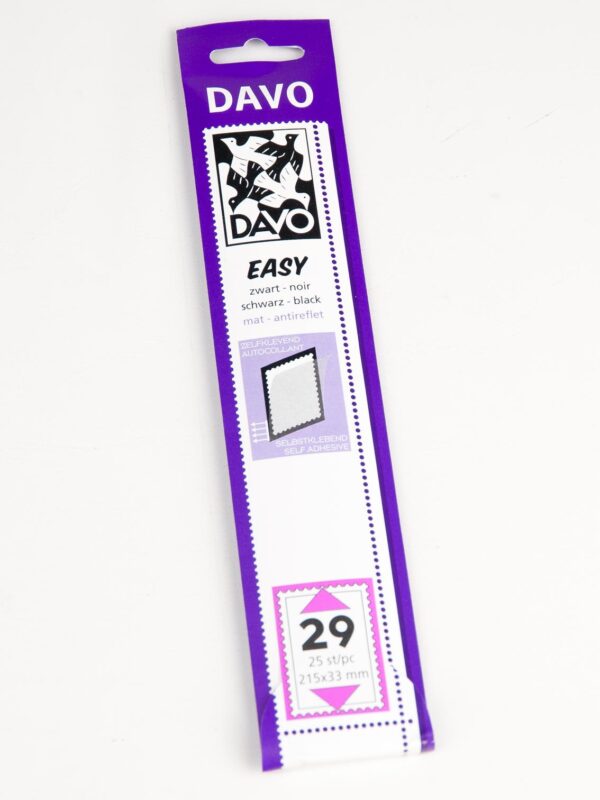 DAVO
DAVO
EASY
zwart - noir
schwarz - black
mat - antireflet
ZELFKLEVEND
AUTOCOLLANT
SELBSTKLEBEND
SELF ADHESIVE
29
25 st/pc
215x33 mm